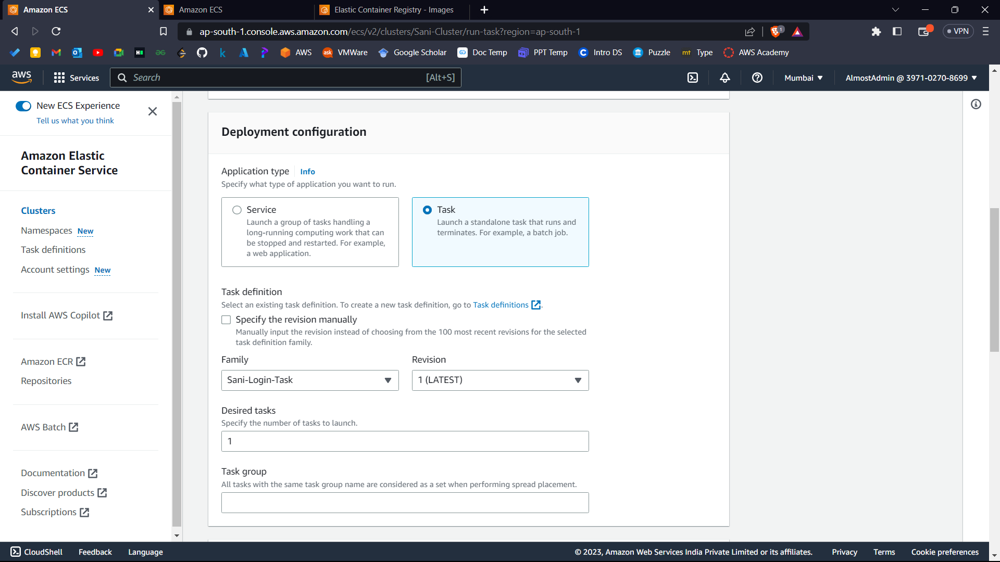 Amazon ECS
Amazon ECS
Elastic Container Registry - Images
ap-south-1.console.aws.amazon.com/ecs/v2/clusters/Sani-Cluster/run-task?region=ap-south-1
1
VPN
AWS
ask
VMWare
Google Scholar
Doc Temp
PPT Temp
Intro DS
Puzzle
mt
Type
AWS Academy
aws
Services
Search
[Alt+S]
Mumbai
AlmostAdmin @ 3971-0270-8699
New ECS Experience
Tell us what you think
Amazon Elastic
Container Service
Clusters
Namespaces New
Task definitions
Account settings New
Install AWS Copilot
Amazon ECR
Repositories
AWS Batch
Documentation
Discover products
Subscriptions
Deployment configuration
Application type Info
Specify what type of application you want to run.
Service
Launch a group of tasks handling a
long-running computing work that can
be stopped and restarted. For example,
a web application.
Task
Launch a standalone task that runs and
terminates. For example, a batch job.
Task definition
Select an existing task definition. To create a new task definition, go to Task definitions.
Specify the revision manually
Manually input the revision instead of choosing from the 100 most recent revisions for the selected
task definition family.
Family
Sani-Login-Task
Revision
1 (LATEST)
Desired tasks
Specify the number of tasks to launch.
1
Task group
All tasks with the same task group name are considered as a set when performing spread placement.
CloudShell
Feedback
Language
© 2023, Amazon Web Services India Private Limited or its affiliates.
Privacy
Terms
Cookie preferences